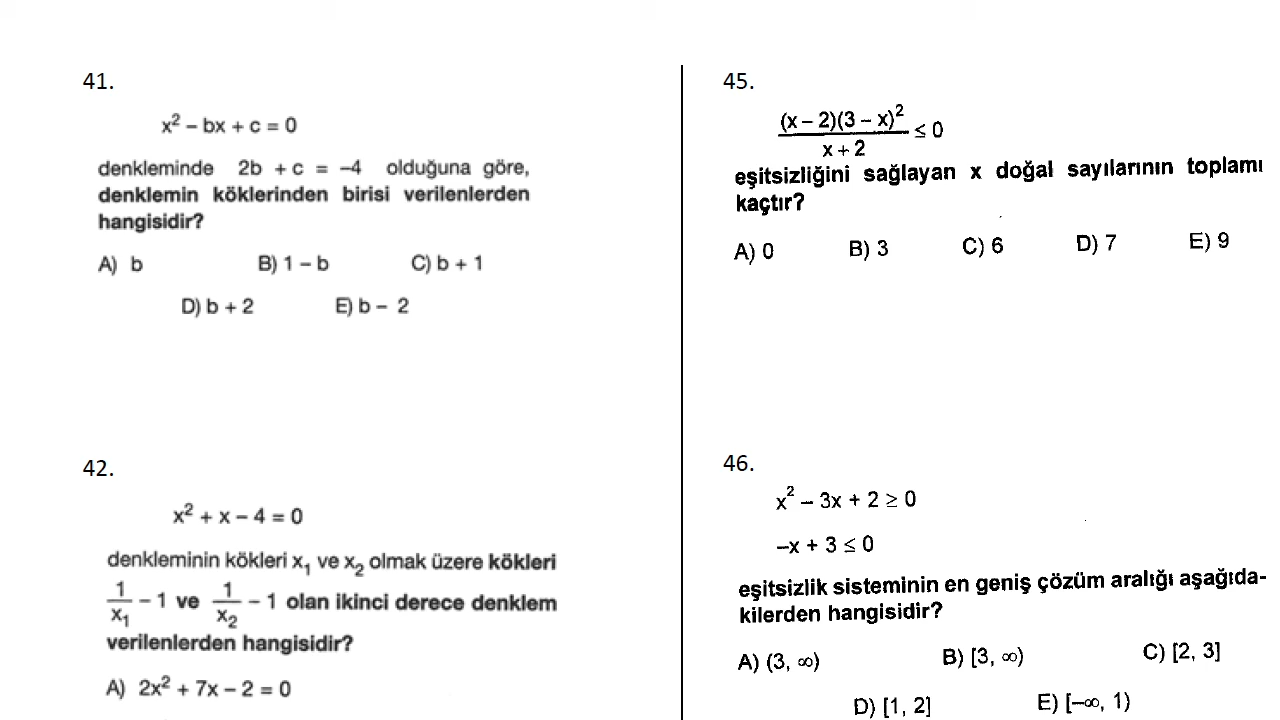 41.
x² – bx + c = 0
denkleminde 2b + c = –4 olduğuna göre,
denklemin köklerinden birisi verilenlerden
hangisidir?
A) b B) 1 – b C) b + 1
D) b + 2 E) b – 2
42.
x² + x – 4 = 0
denkleminin kökleri x₁ ve x₂ olmak üzere kökleri
1/x₁ – 1 ve 1/x₂ – 1 olan ikinci derece denklem
verilenlerden hangisidir?
A) 2x² + 7x – 2 = 0
45.
(x – 2)(3 – x)²/x + 2 ≤ 0
eşitsizliğini sağlayan x doğal sayılarının toplamı
kaçtır?
A) 0 B) 3 C) 6 D) 7 E) 9
46.
x² – 3x + 2 ≥ 0
–x + 3 ≤ 0
eşitsizlik sisteminin en geniş çözüm aralığı aşağıda-
kilerden hangisidir?
A) (3, ∞) B) [3, ∞) C) [2, 3]
D) [1, 2] E) [–∞, 1)